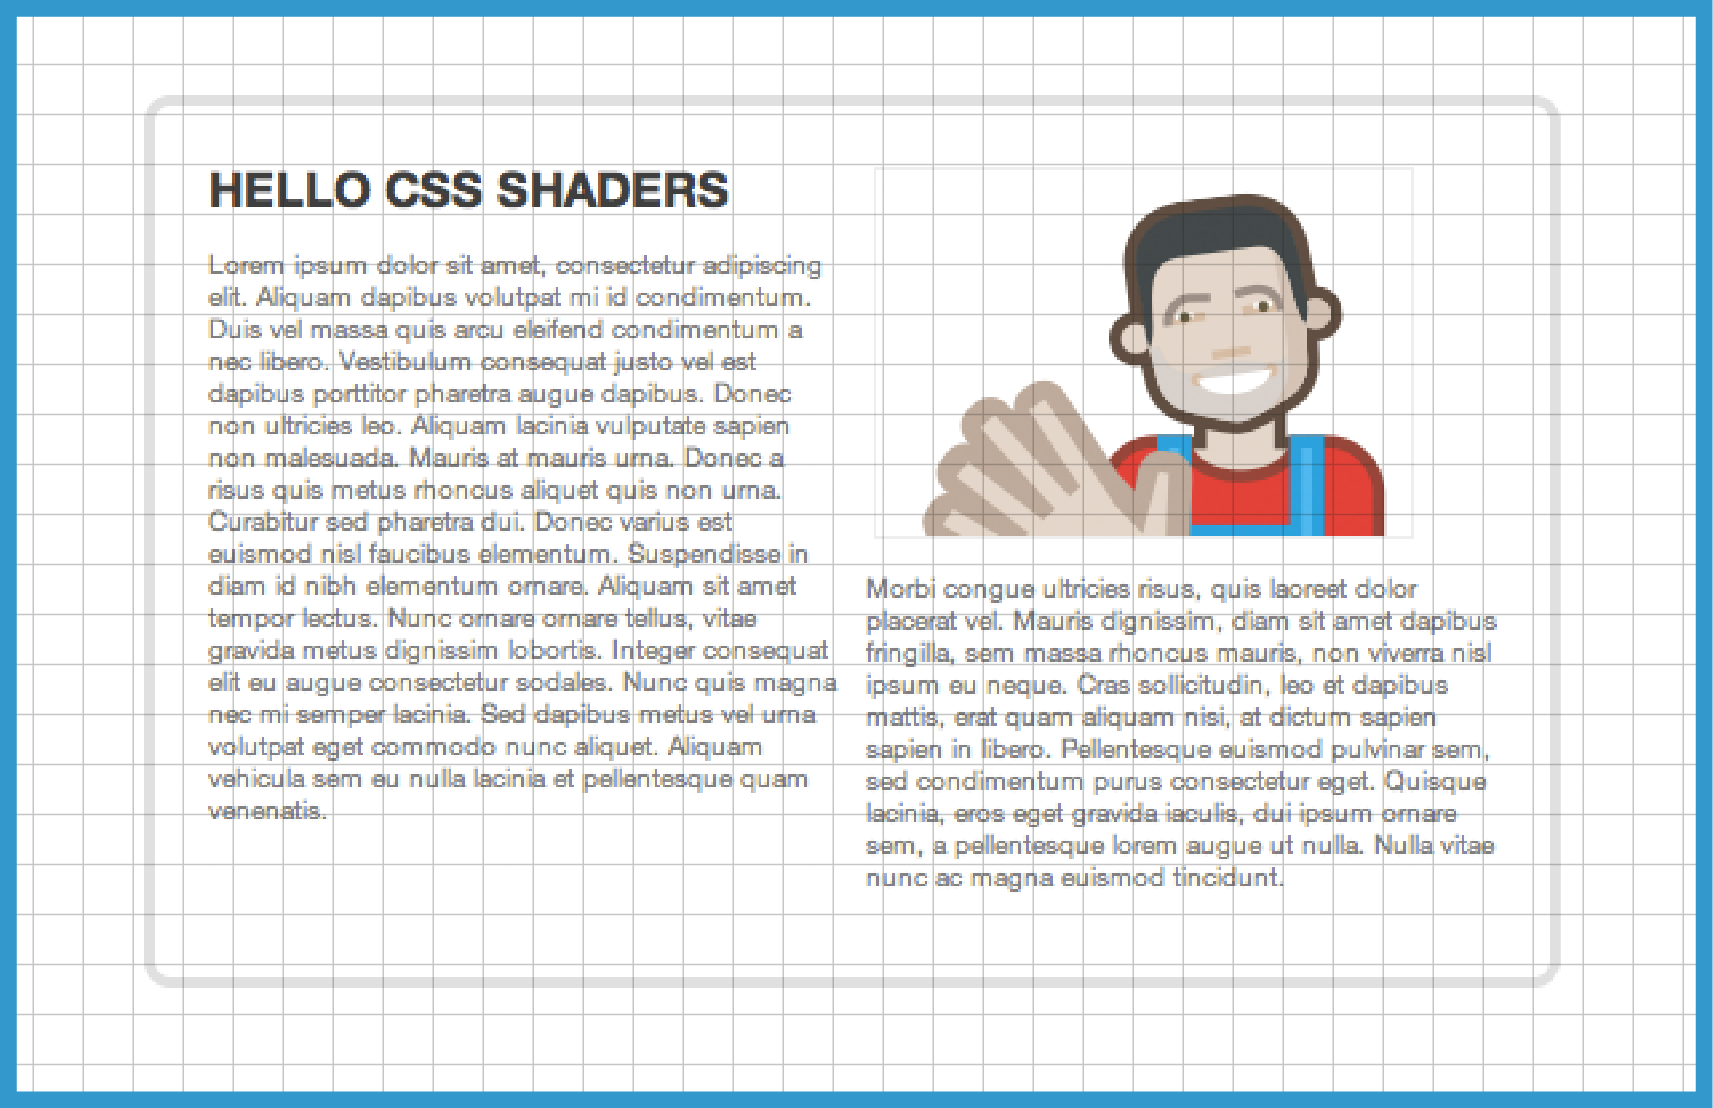 HELLO CSS SHADERS
Lorem ipsum dolor sit amet, consectetur adipiscing
elit. Aliquam dapibus volutpat mi id condimentum.
Duis vel massa quis arcu eleifend condimentum a
nec libero. Vestibulum consequat justo vel est
dapibus porttitor pharetra augue dapibus. Donec
non ultricies leo. Aliquam lacinia vulputate sapien
non malesuada. Mauris at mauris urna. Donec a
risus quis metus rhoncus aliquet quis non urna.
Curabitur sed pharetra dui. Donec varius est
euismod nisl faucibus elementum. Suspendisse in
diam id nibh elementum ornare. Aliquam sit amet
tempor lectus. Nunc ornare ornare tellus, vitae
gravida metus dignissim lobortis. Integer consequat
elit eu augue consectetur sodales. Nunc quis magna
nec mi semper lacinia. Sed dapibus metus vel urna
volutpat eget commodo nunc aliquet. Aliquam
vehicula sem eu nulla lacinia et pellentesque quam
venenatis.
Morbi congue ultricies risus, quis laoreet dolor
placerat vel. Mauris dignissim, diam sit amet dapibus
fringilla, sem massa rhoncus mauris, non viverra nisl
ipsum eu neque. Cras sollicitudin, leo et dapibus
mattis, erat quam aliquam nisi, at dictum sapien
sapien in libero. Pellentesque euismod pulvinar sem,
sed condimentum purus consectetur eget. Quisque
lacinia, eros eget gravida iaculis, dui ipsum ornare
sem, a pellentesque lorem augue ut nulla. Nulla vitae
nunc ac magna euismod tincidunt.